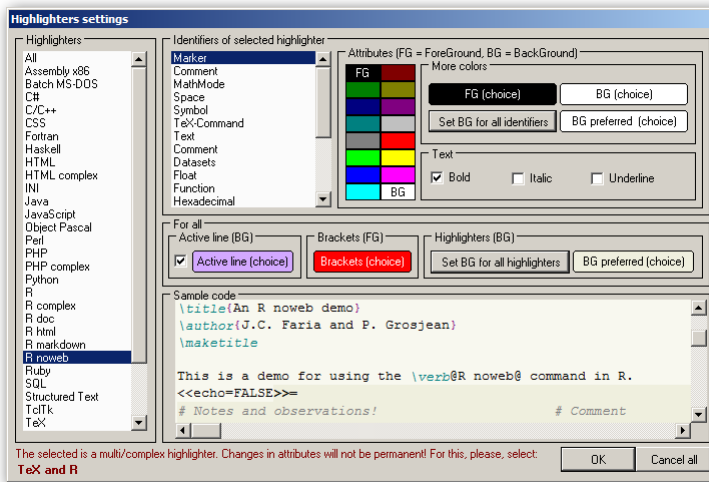 Highlighters settings
Highlighters
All
Assembly x86
Batch MS-DOS
C#
C/C++
CSS
Fortran
Haskell
HTML
HTML complex
INI
Java
JavaScript
Object Pascal
Perl
PHP
PHP complex
Python
R
R complex
R doc
R html
R markdown
R noweb
Ruby
SQL
Structured Text
TclTk
TeX
Identifiers of selected highlighter
Marker
Comment
MathMode
Space
Symbol
TeX-Command
Text
Comment
Datasets
Float
Function
Hexadecimal
Attributes (FG = ForeGround, BG = BackGround)
FG
BG
More colors
FG (choice)
BG (choice)
Set BG for all identifiers
BG preferred (choice)
Text
Bold
Italic
Underline
For all
Active line (BG)
Active line (choice)
Brackets (FG)
Brackets (choice)
Highlighters (BG)
Set BG for all highlighters
BG preferred (choice)
Sample code
\title{An R noweb demo}
\author{J.C. Faria and P. Grosjean}
\maketitle
This is a demo for using the \verb@R noweb@ command in R.
<<echo=FALSE>>=
# Notes and observations! # Comment
The selected is a multi/complex highlighter. Changes in attributes will not be permanent! For this, please, select:
TeX and R
OK
Cancel all